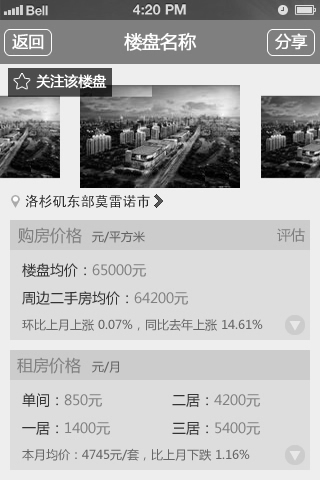 Bell 4:20 PM
返回 楼盘名称 分享
关注该楼盘
洛杉矶东部莫雷诺市
购房价格 元/平方米 评估
楼盘均价：65000元
周边二手房均价：64200元
环比上月上涨 0.07%，同比去年上涨 14.61%
租房价格 元/月
单间：850元 二居：4200元
一居：1400元 三居：5400元
本月均价：4745元/套，比上月下跌 1.16%